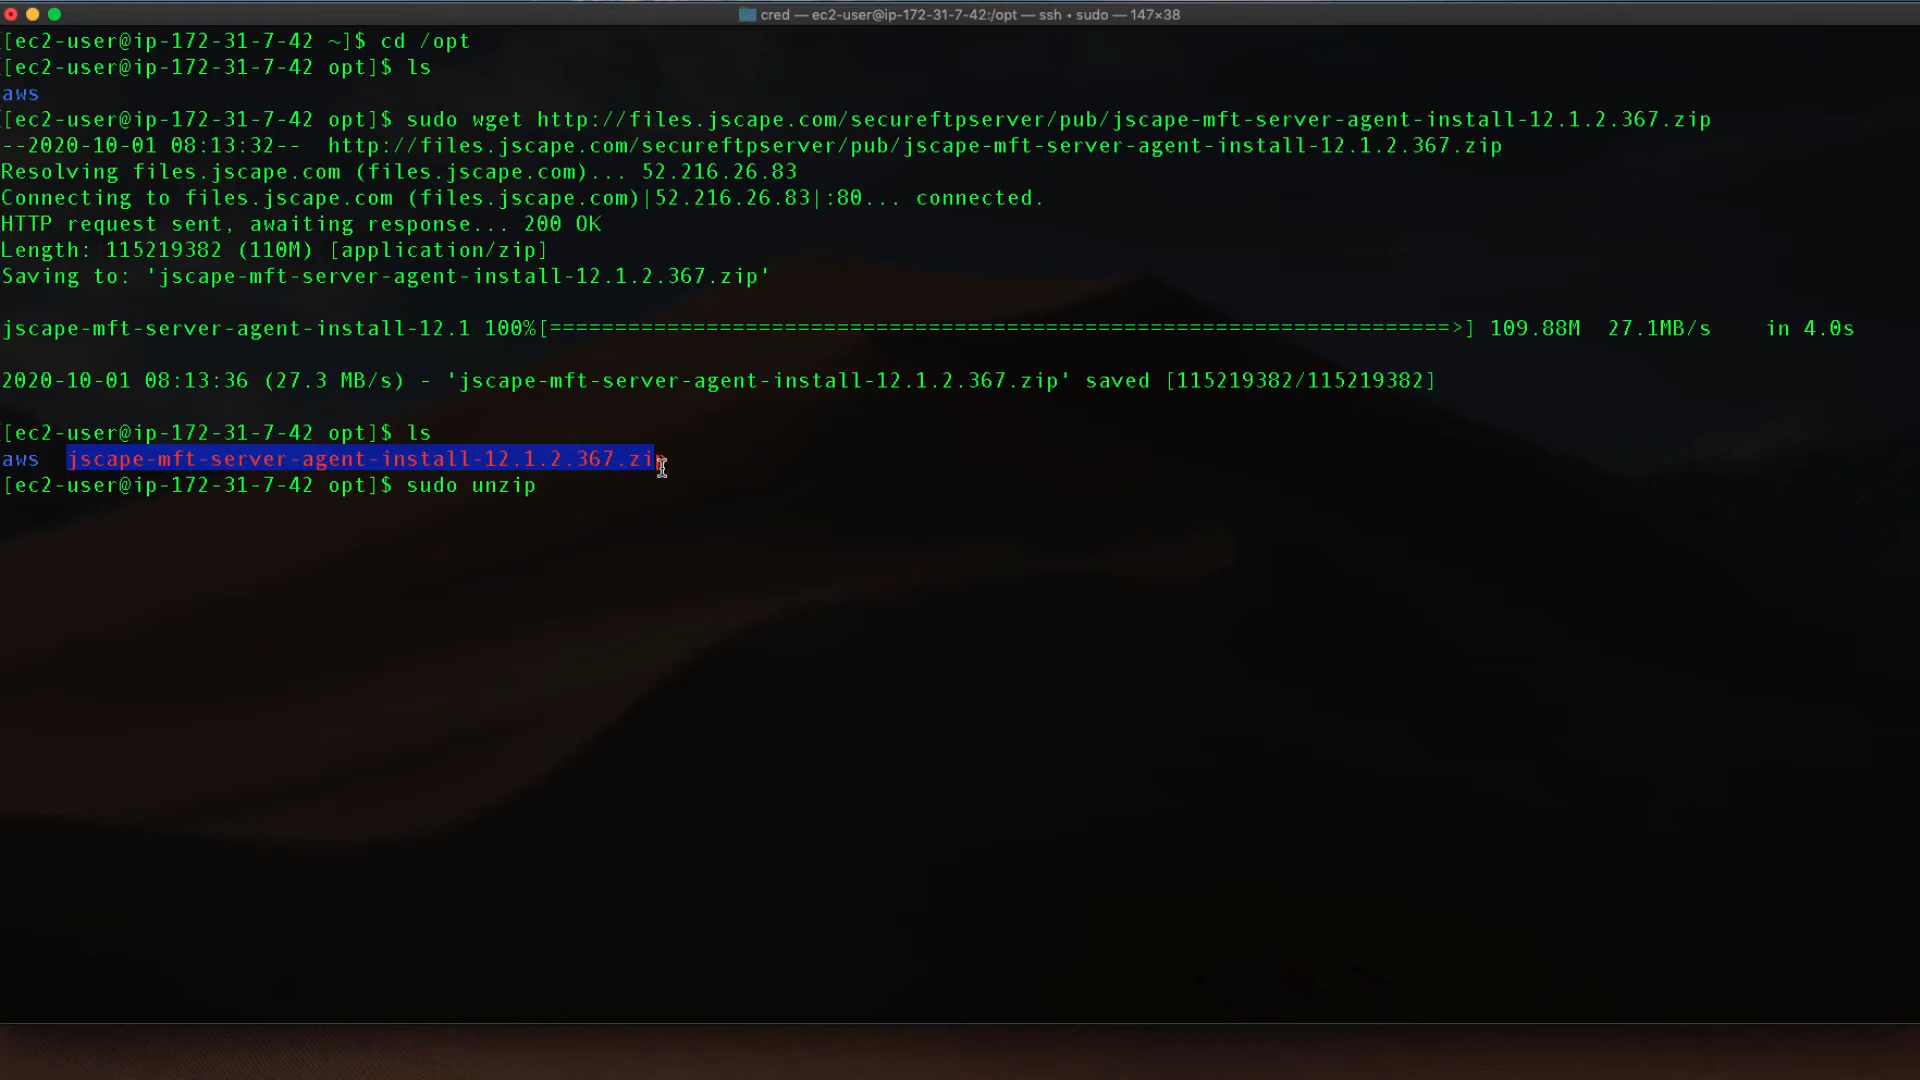 cred — ec2-user@ip-172-31-7-42:/opt — ssh ◂ sudo — 147×38
[ec2-user@ip-172-31-7-42 ~]$ cd /opt
[ec2-user@ip-172-31-7-42 opt]$ ls
aws
[ec2-user@ip-172-31-7-42 opt]$ sudo wget http://files.jscape.com/secureftpserver/pub/jscape-mft-server-agent-install-12.1.2.367.zip
--2020-10-01 08:13:32--  http://files.jscape.com/secureftpserver/pub/jscape-mft-server-agent-install-12.1.2.367.zip
Resolving files.jscape.com (files.jscape.com)... 52.216.26.83
Connecting to files.jscape.com (files.jscape.com)|52.216.26.83|:80... connected.
HTTP request sent, awaiting response... 200 OK
Length: 115219382 (110M) [application/zip]
Saving to: 'jscape-mft-server-agent-install-12.1.2.367.zip'
jscape-mft-server-agent-install-12.1 100%[=====================================================================>] 109.88M  27.1MB/s    in 4.0s
2020-10-01 08:13:36 (27.3 MB/s) - 'jscape-mft-server-agent-install-12.1.2.367.zip' saved [115219382/115219382]
[ec2-user@ip-172-31-7-42 opt]$ ls
aws  jscape-mft-server-agent-install-12.1.2.367.zip
[ec2-user@ip-172-31-7-42 opt]$ sudo unzip